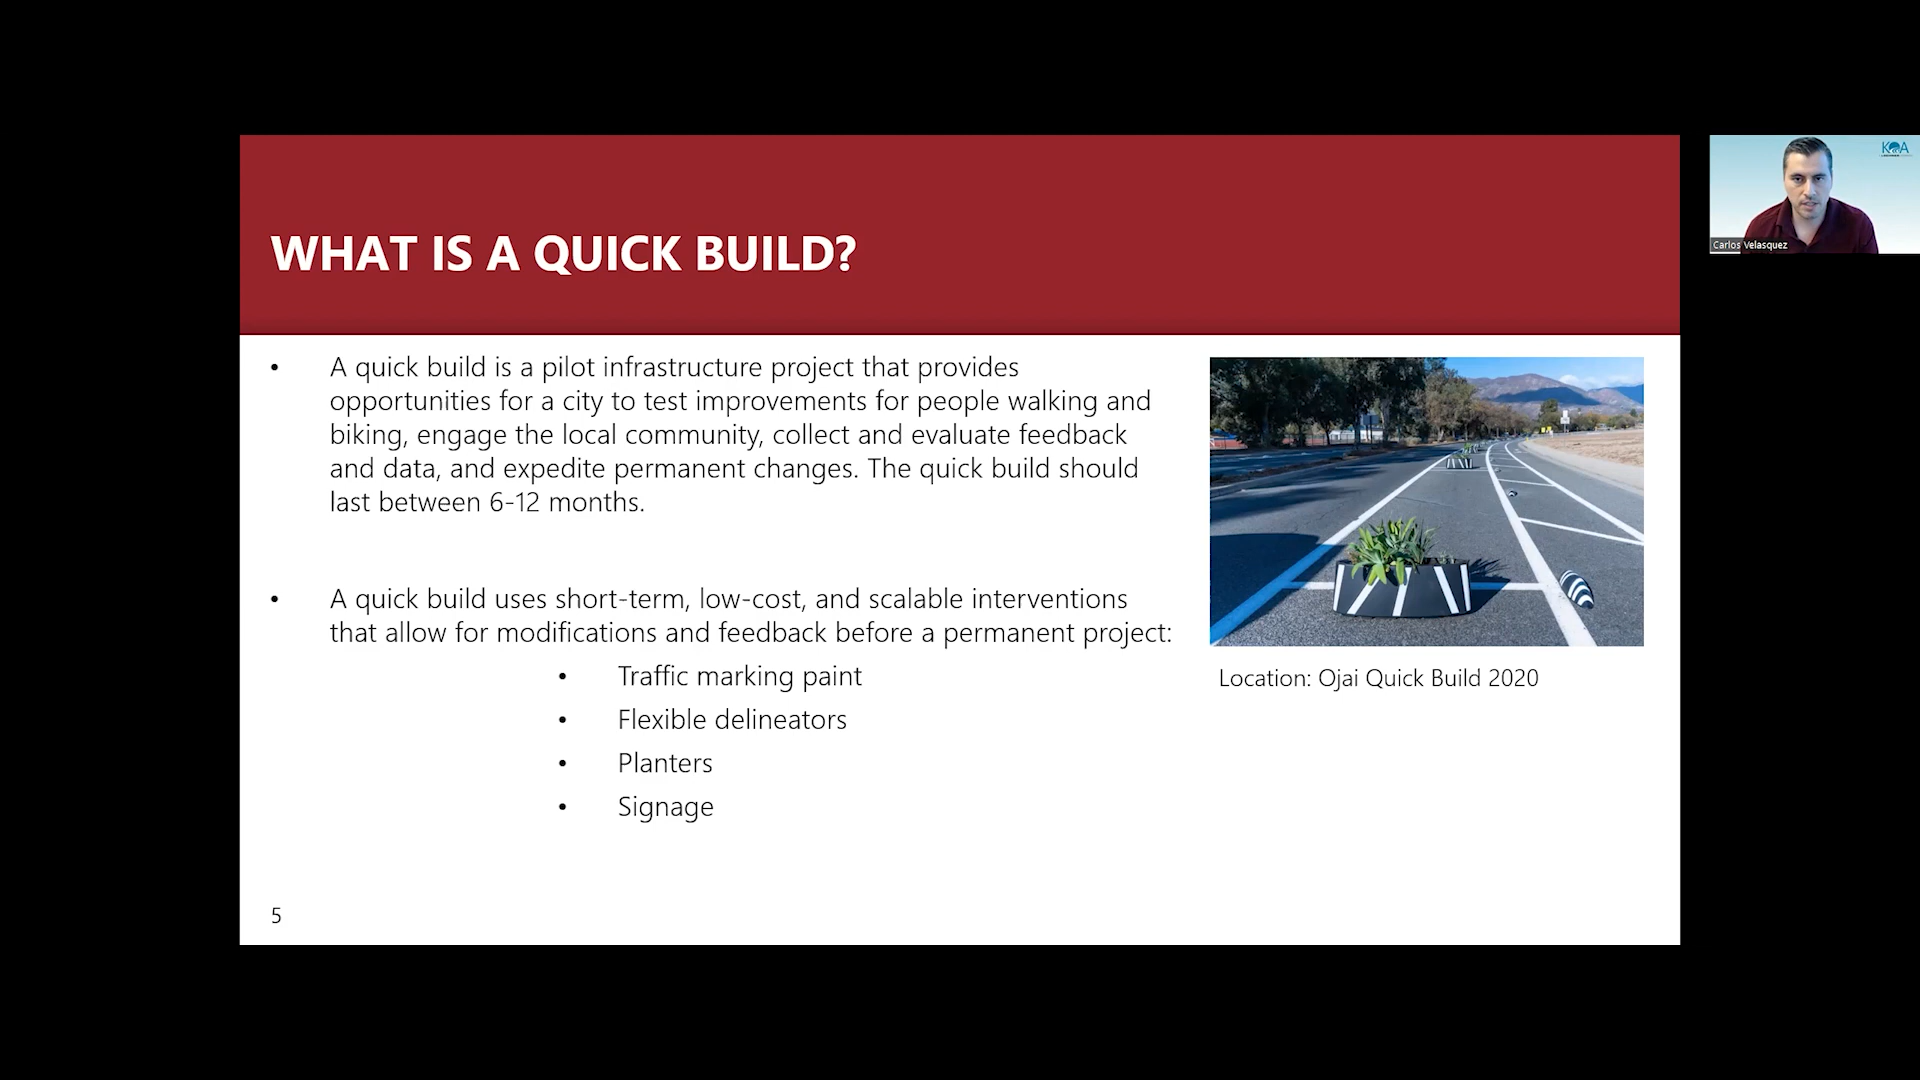 WHAT IS A QUICK BUILD?
KOA
Carlos Velasquez
• A quick build is a pilot infrastructure project that provides
opportunities for a city to test improvements for people walking and
biking, engage the local community, collect and evaluate feedback
and data, and expedite permanent changes. The quick build should
last between 6-12 months.
• A quick build uses short-term, low-cost, and scalable interventions
that allow for modifications and feedback before a permanent project:
• Traffic marking paint
• Flexible delineators
• Planters
• Signage
Location: Ojai Quick Build 2020
5